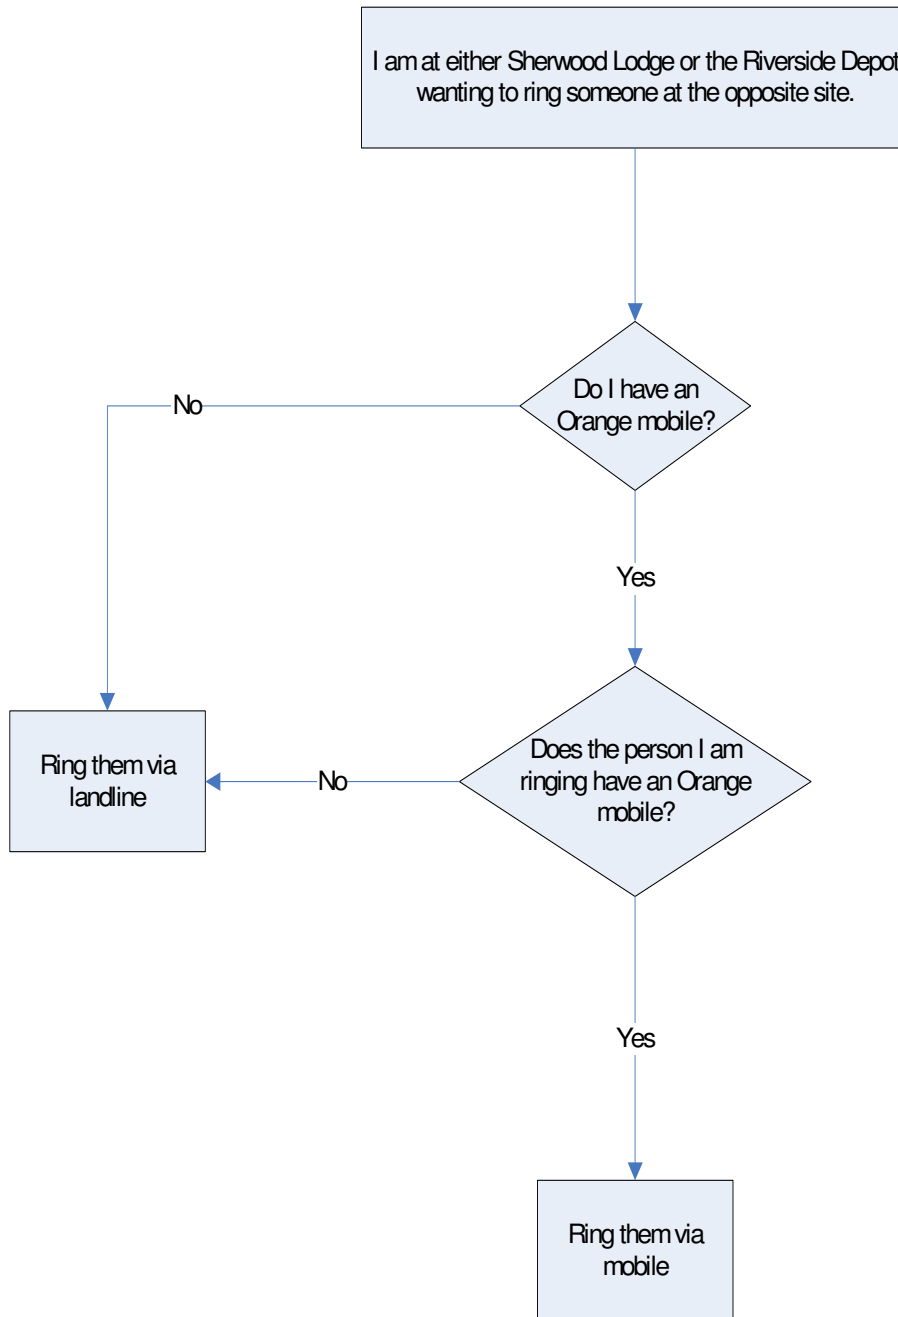 I am at either Sherwood Lodge or the Riverside Depot
wanting to ring someone at the opposite site.
Do I have an
Orange mobile?
No
Yes
Does the person I am
ringing have an Orange
mobile?
Ring them via
landline
No
Yes
Ring them via
mobile